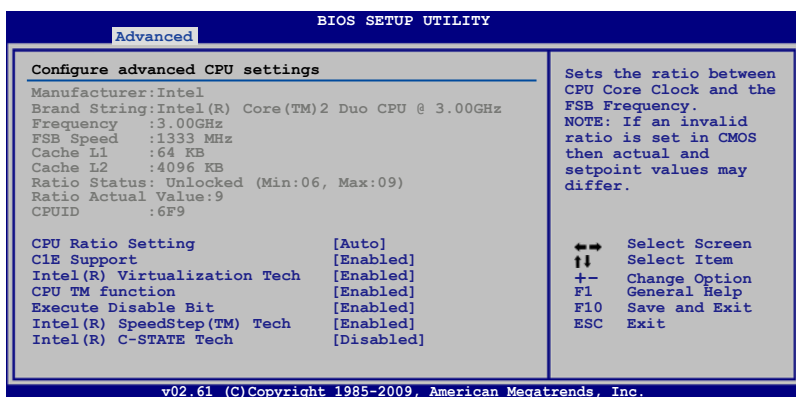 BIOS SETUP UTILITY
Advanced
Configure advanced CPU settings
Manufacturer:Intel
Brand String:Intel(R) Core(TM)2 Duo CPU @ 3.00GHz
Frequency :3.00GHz
FSB Speed :1333 MHz
Cache L1 :64 KB
Cache L2 :4096 KB
Ratio Status: Unlocked (Min:06, Max:09)
Ratio Actual Value:9
CPUID :6F9
CPU Ratio Setting [Auto]
C1E Support [Enabled]
Intel(R) Virtualization Tech [Enabled]
CPU TM function [Enabled]
Execute Disable Bit [Enabled]
Intel(R) SpeedStep(TM) Tech [Enabled]
Intel(R) C-STATE Tech [Disabled]
Sets the ratio between
CPU Core Clock and the
FSB Frequency.
NOTE: If an invalid
ratio is set in CMOS
then actual and
setpoint values may
differ.
←→ Select Screen
↑↓ Select Item
+- Change Option
F1 General Help
F10 Save and Exit
ESC Exit
v02.61 (C)Copyright 1985-2009, American Megatrends, Inc.